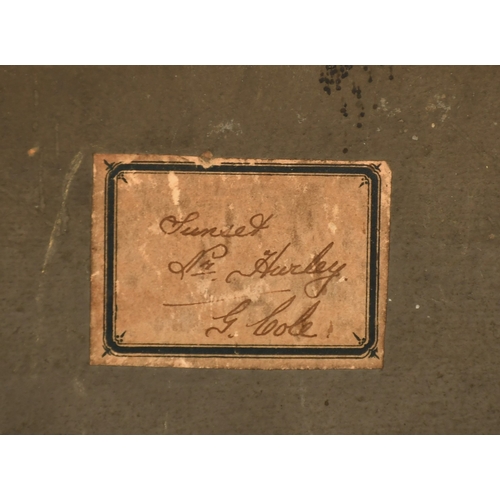 Sunset
Nr. Hurley.
G. Cole.